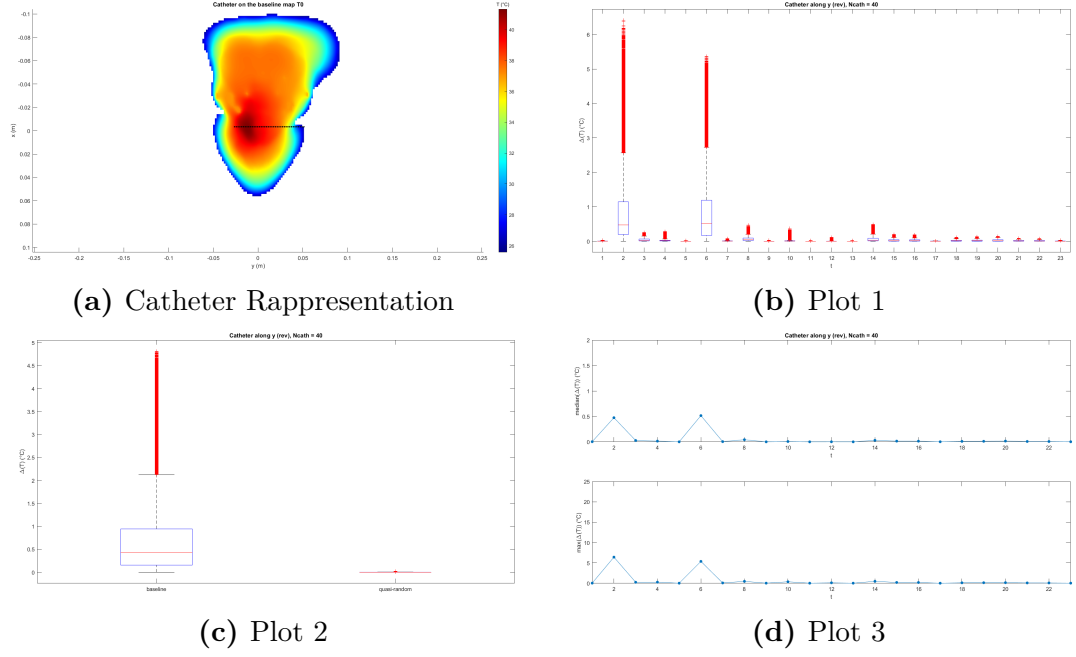 Catheter on the baseline map T0
T (°C)
-0.1
-0.08
-0.06
-0.04
-0.02
0
0.02
0.04
0.06
0.08
0.1
x (m)
-0.25 -0.2 -0.15 -0.1 -0.05 0 0.05 0.1 0.15 0.2 0.25
y (m)
40
38
36
34
32
30
28
26
(a) Catheter Rappresentation
Catheter along y (rev), Ncath = 40
6
5
4
3
2
1
0
Δ(T) (°C)
1 2 3 4 5 6 7 8 9 10 11 12 13 14 15 16 17 18 19 20 21 22 23
t
(b) Plot 1
Catheter along y (rev), Ncath = 40
5
4.5
4
3.5
3
2.5
2
1.5
1
0.5
0
Δ(T) (°C)
baseline quasi-random
(c) Plot 2
Catheter along y (rev), Ncath = 40
2
1.5
1
0.5
0
median(Δ(T)) (°C)
2 4 6 8 10 12 14 16 18 20 22
t
25
20
15
10
5
0
max(Δ(T)) (°C)
2 4 6 8 10 12 14 16 18 20 22
t
(d) Plot 3